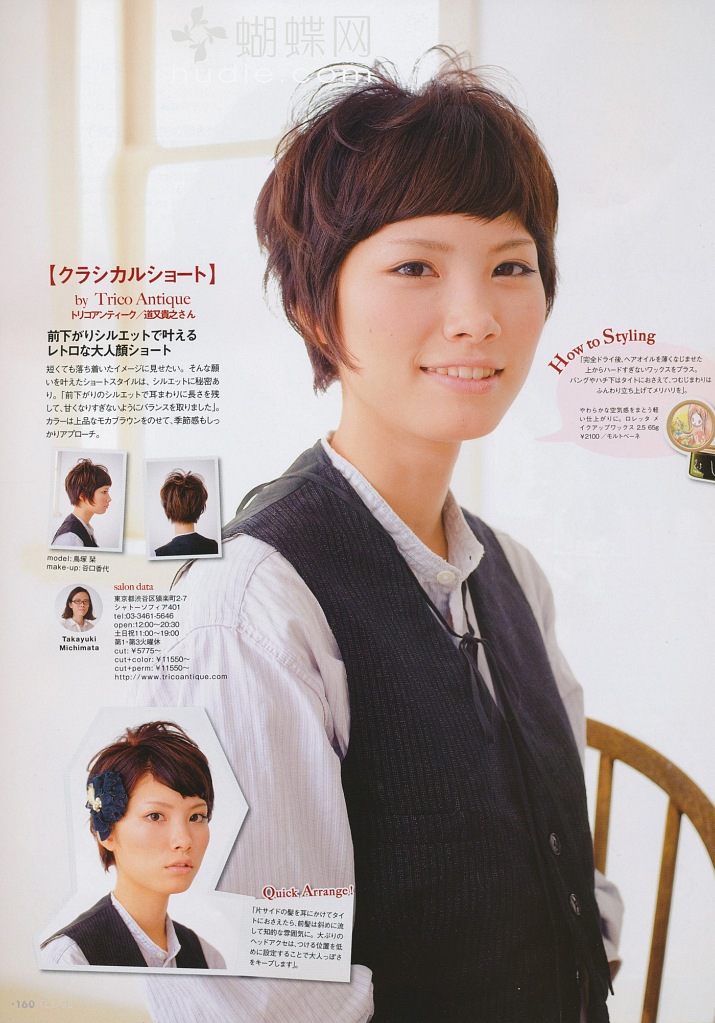 蝴蝶网
hudie.com
【クラシカルショート】
by Trico Antique
トリコアンティーク／道又貴之さん
前下がりシルエットで叶える
レトロな大人顔ショート
短くても落ち着いたイメージに見せたい。そんな願
いを叶えたショートスタイルは、シルエットに秘密あ
り。「前下がりのシルエットで耳まわりに長さを残
して、甘くなりすぎないようにバランスを取りました」。
カラーは上品なモカブラウンをのせて、季節感もしっ
かりアプローチ。
model: 鳥塚 栞
make-up: 谷口香代
salon data
東京都渋谷区猿楽町2-7
シャトーソフィア401
tel:03-3461-5646
open:12:00〜20:30
土日祝11:00〜19:00
第1・第3火曜休
cut: ￥5775〜
cut+color: ￥11550〜
cut+perm: ￥11550〜
http://www.tricoantique.com
Takayuki
Michimata
How to Styling
「完全ドライ後、ヘアオイルを薄くなじませた
上からハードすぎないワックスをプラス。
バングやハチ下はタイトにおさえて、つむじまわりは
ふんわり立ち上げてメリハリを」。
やわらかな空気感をまとう軽
い仕上がりに。ロレッタ メ
イクアップワックス 2.5 65g
￥2100／モルトベーネ
Quick Arrange!
「片サイドの髪を耳にかけてタイ
トにおさえたら、前髪は斜めに流
して知的な雰囲気に。大ぶりの
ヘッドアクセは、つける位置を低
めに設定することで大人っぽさ
をキープします」。
160